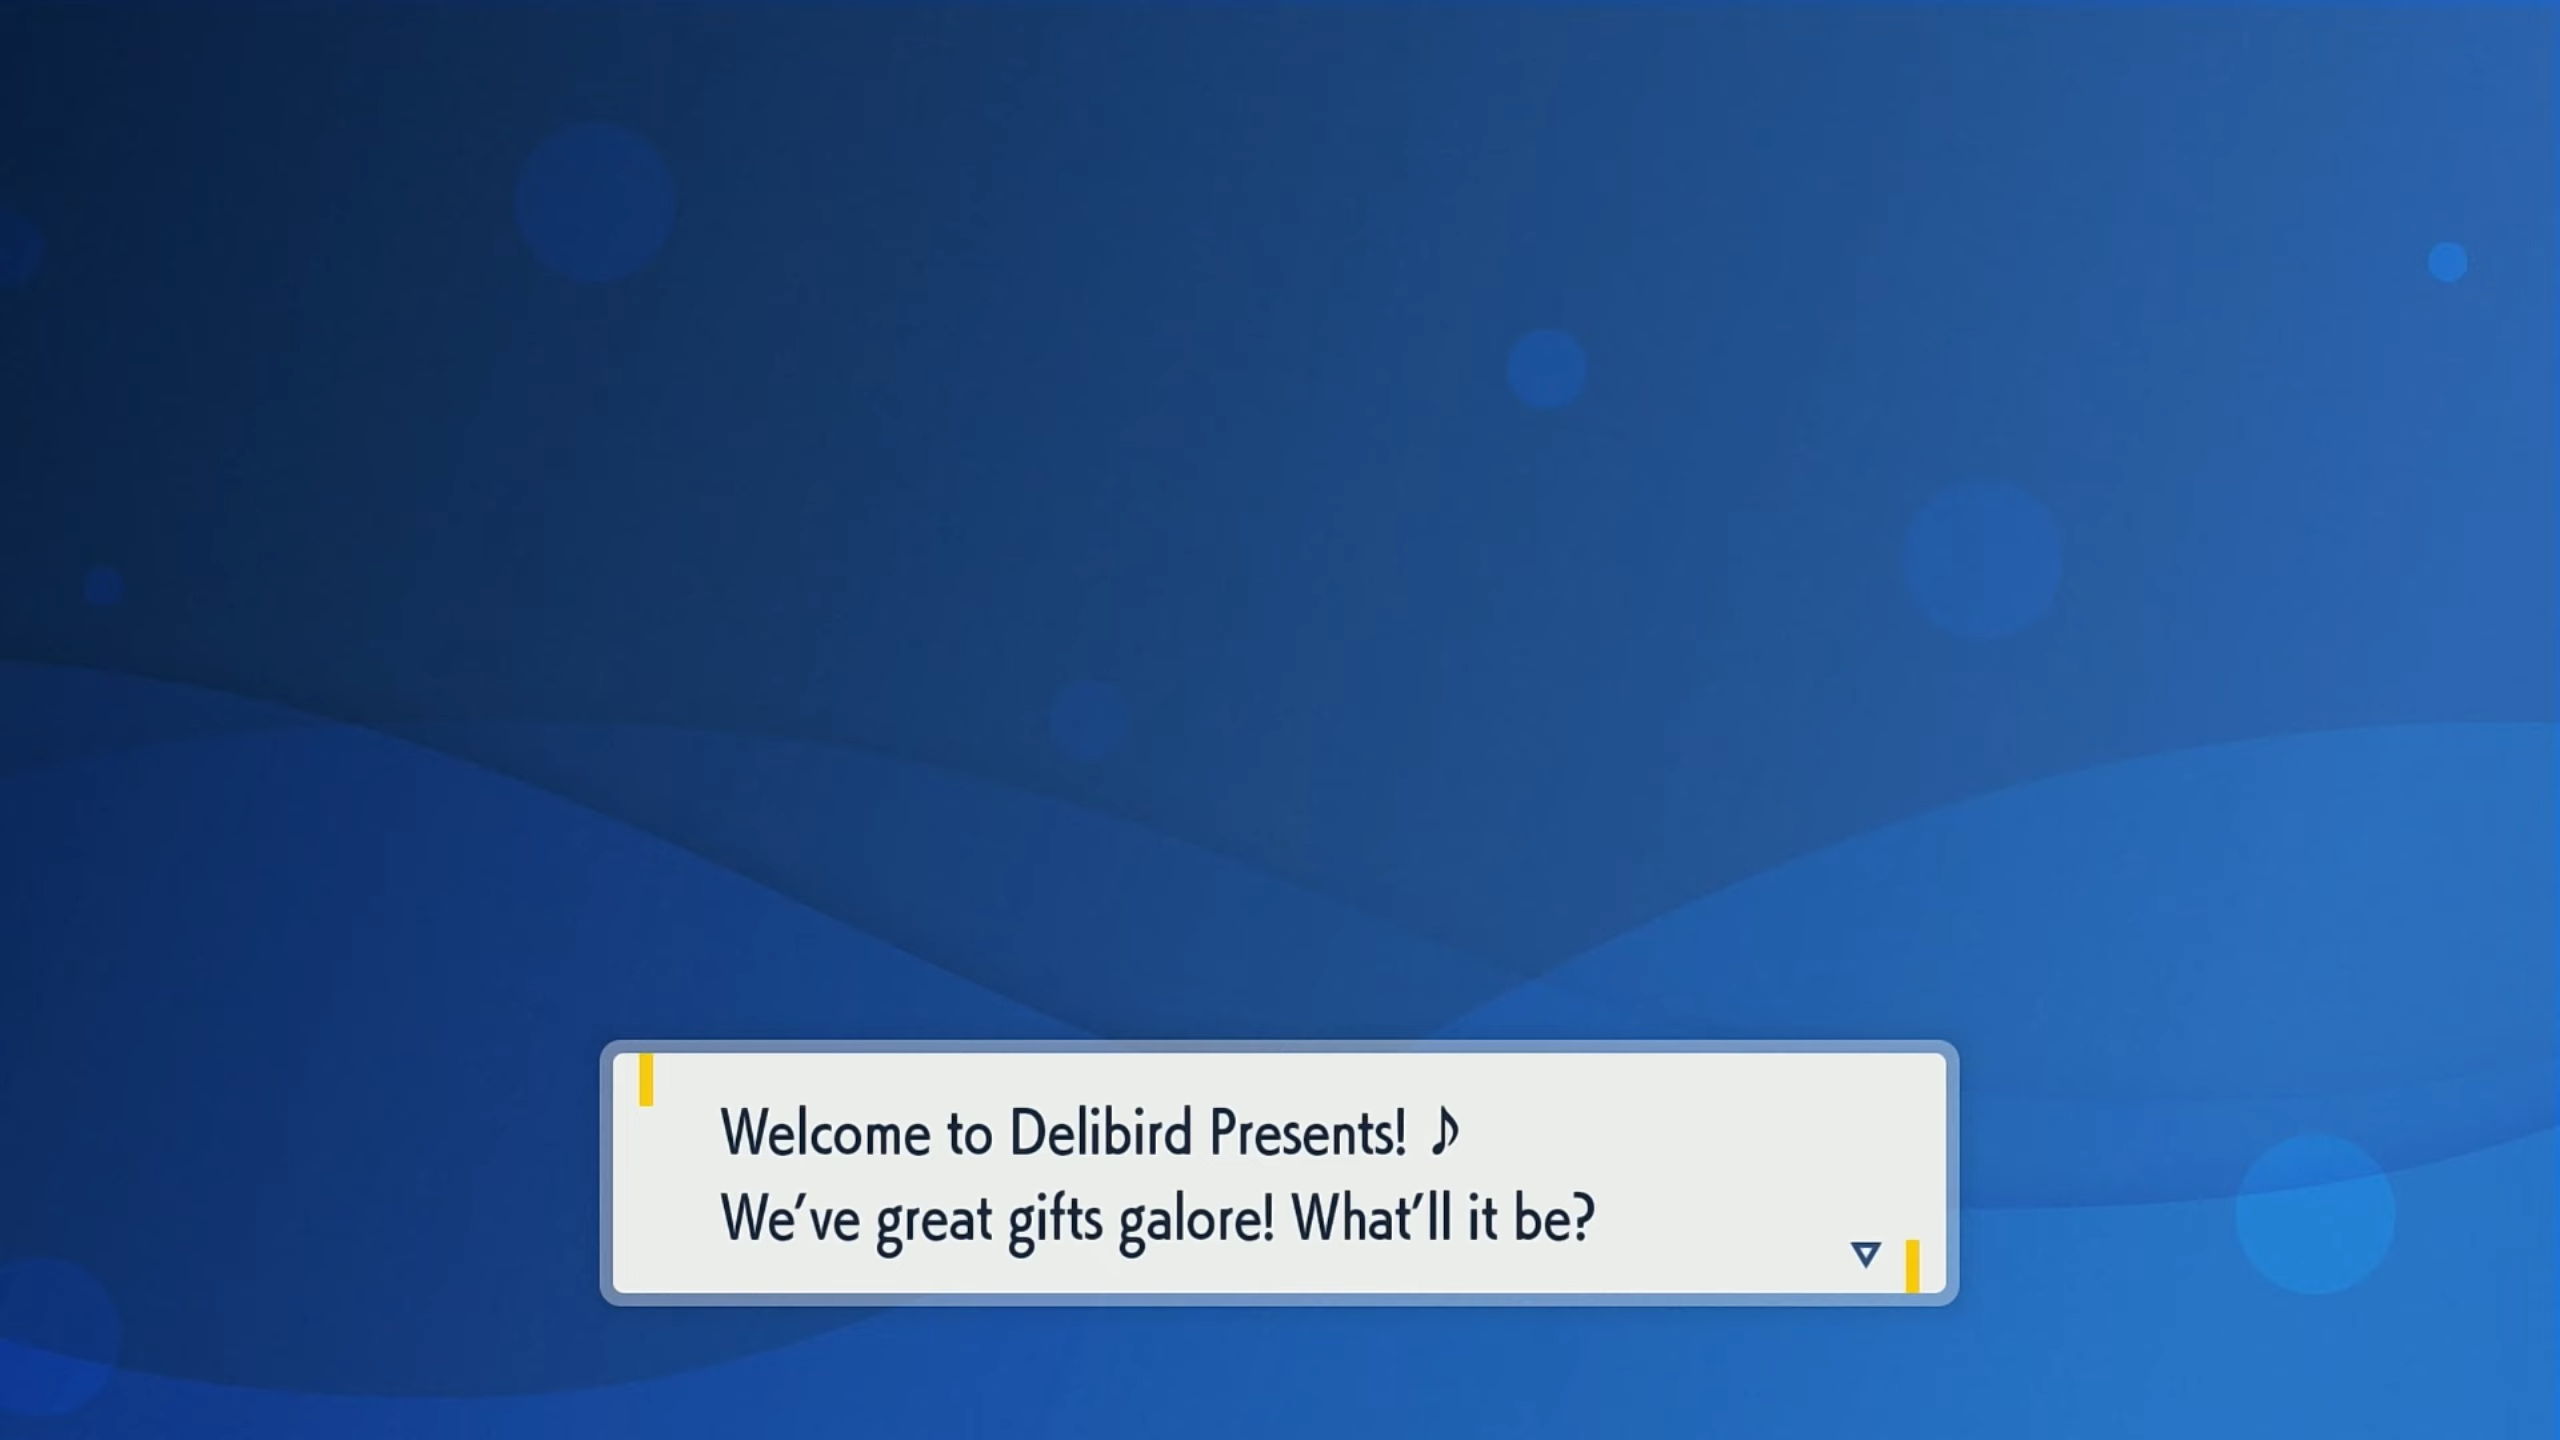 Welcome to Delibird Presents! ♪
We've great gifts galore! What'll it be?